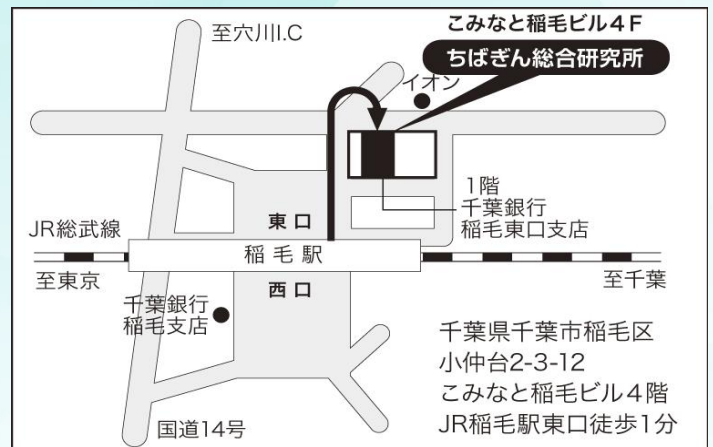 至穴川I.C
こみなと稲毛ビル4F
ちばぎん総合研究所
イオン
1階
千葉銀行
稲毛東口支店
東口
JR総武線
稲毛駅
至東京
至千葉
西口
千葉銀行
稲毛支店
国道14号
千葉県千葉市稲毛区
小仲台2-3-12
こみなと稲毛ビル4階
JR稲毛駅東口徒歩1分